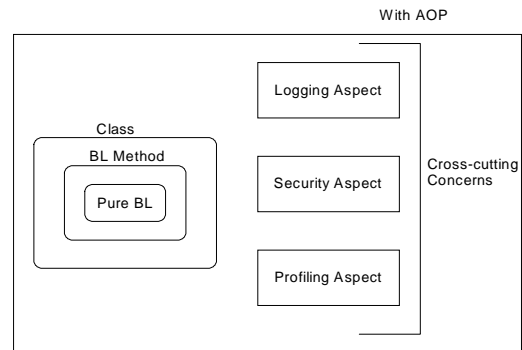 With AOP
Logging Aspect
Class
BL Method
Pure BL
Security Aspect
Cross-cutting
Concerns
Profiling Aspect